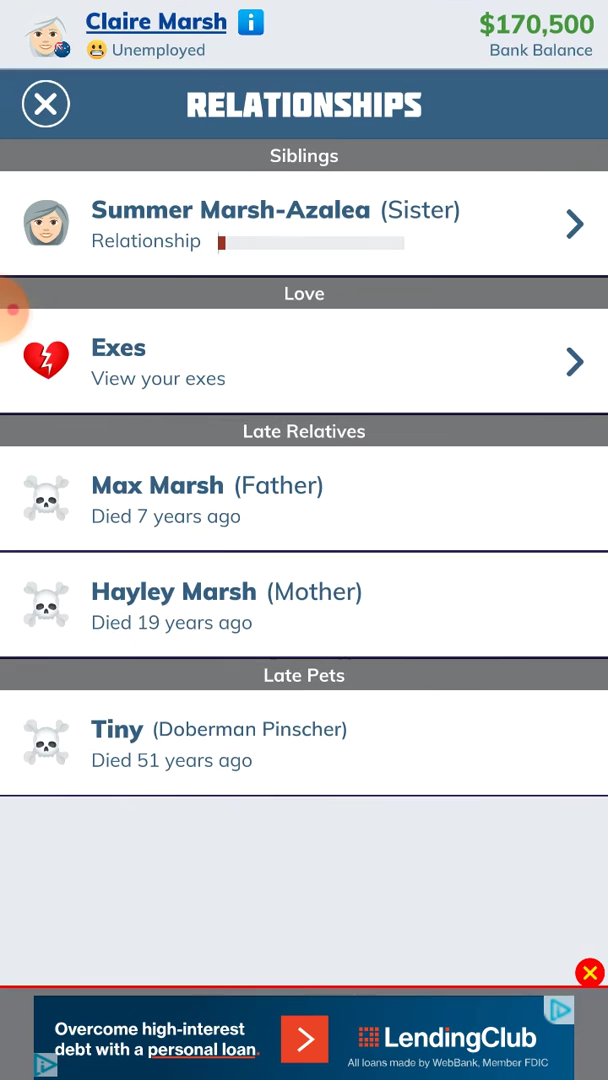 Claire Marsh
Unemployed
$170,500
Bank Balance
RELATIONSHIPS
Siblings
Summer Marsh-Azalea (Sister)
Relationship
Love
Exes
View your exes
Late Relatives
Max Marsh (Father)
Died 7 years ago
Hayley Marsh (Mother)
Died 19 years ago
Late Pets
Tiny (Doberman Pinscher)
Died 51 years ago
Overcome high-interest
debt with a personal loan.
LendingClub
All loans made by WebBank, Member FDIC